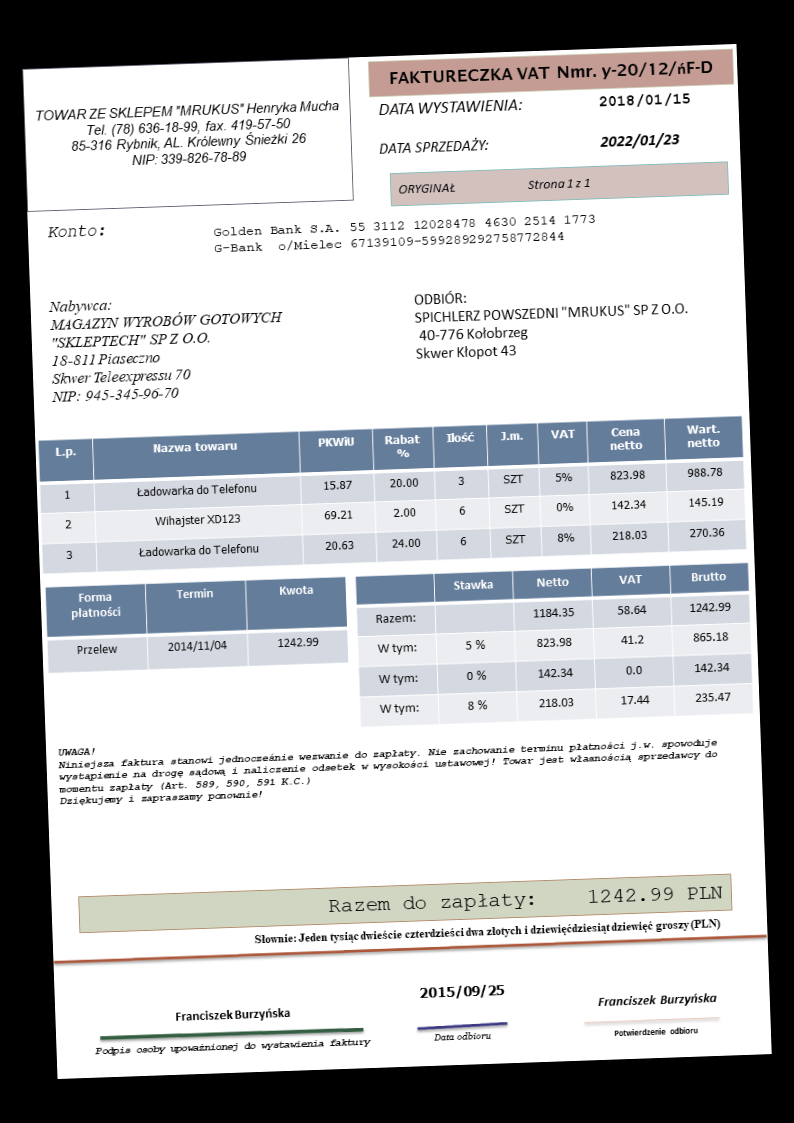 TOWAR ZE SKLEPEM "MRUKUS" Henryka Mucha
Tel. (78) 636-18-99, fax. 419-57-50
85-316 Rybnik, AL. Królewny Śnieżki 26
NIP: 339-826-78-89
FAKTURECZKA VAT Nmr. y-20/12/ńF-D
DATA WYSTAWIENIA: 2018/01/15
DATA SPRZEDAŻY: 2022/01/23
ORYGINAŁ Strona 1 z 1
Konto: Golden Bank S.A. 55 3112 12028478 4630 2514 1773
G-Bank o/Mielec 67139109-599289292758772844
Nabywca:
MAGAZYN WYROBÓW GOTOWYCH
"SKLEPTECH" SP Z O.O.
18-811 Piaseczno
Skwer Teleexpressu 70
NIP: 945-345-96-70
ODBIÓR:
SPICHLERZ POWSZEDNI "MRUKUS" SP Z O.O.
40-776 Kołobrzeg
Skwer Kłopot 43
L.p. Nazwa towaru PKWiU Rabat % Ilość J.m. VAT Cena netto Wart. netto
1 Ładowarka do Telefonu 15.87 20.00 3 SZT 5% 823.98 988.78
2 Wihajster XD123 69.21 2.00 6 SZT 0% 142.34 145.19
3 Ładowarka do Telefonu 20.63 24.00 6 SZT 8% 218.03 270.36
Forma płatności Termin Kwota
Przelew 2014/11/04 1242.99
Stawka Netto VAT Brutto
Razem: 1184.35 58.64 1242.99
W tym: 5 % 823.98 41.2 865.18
W tym: 0 % 142.34 0.0 142.34
W tym: 8 % 218.03 17.44 235.47
UWAGA!
Niniejsza faktura stanowi jednocześnie wezwanie do zapłaty. Nie zachowanie terminu płatności j.w. spowoduje
wystąpienie na drogę sądową i naliczenie odsetek w wysokości ustawowej! Towar jest własnością sprzedawcy do
momentu zapłaty (Art. 589, 590, 591 K.C.)
Dziękujemy i zapraszamy ponownie!
Razem do zapłaty: 1242.99 PLN
Słownie: Jeden tysiąc dwieście czterdzieści dwa złotych i dziewięćdziesiąt dziewięć groszy (PLN)
Franciszek Burzyńska
Podpis osoby upoważnionej do wystawienia faktury
2015/09/25
Data odbioru
Franciszek Burzyńska
Potwierdzenie odbioru